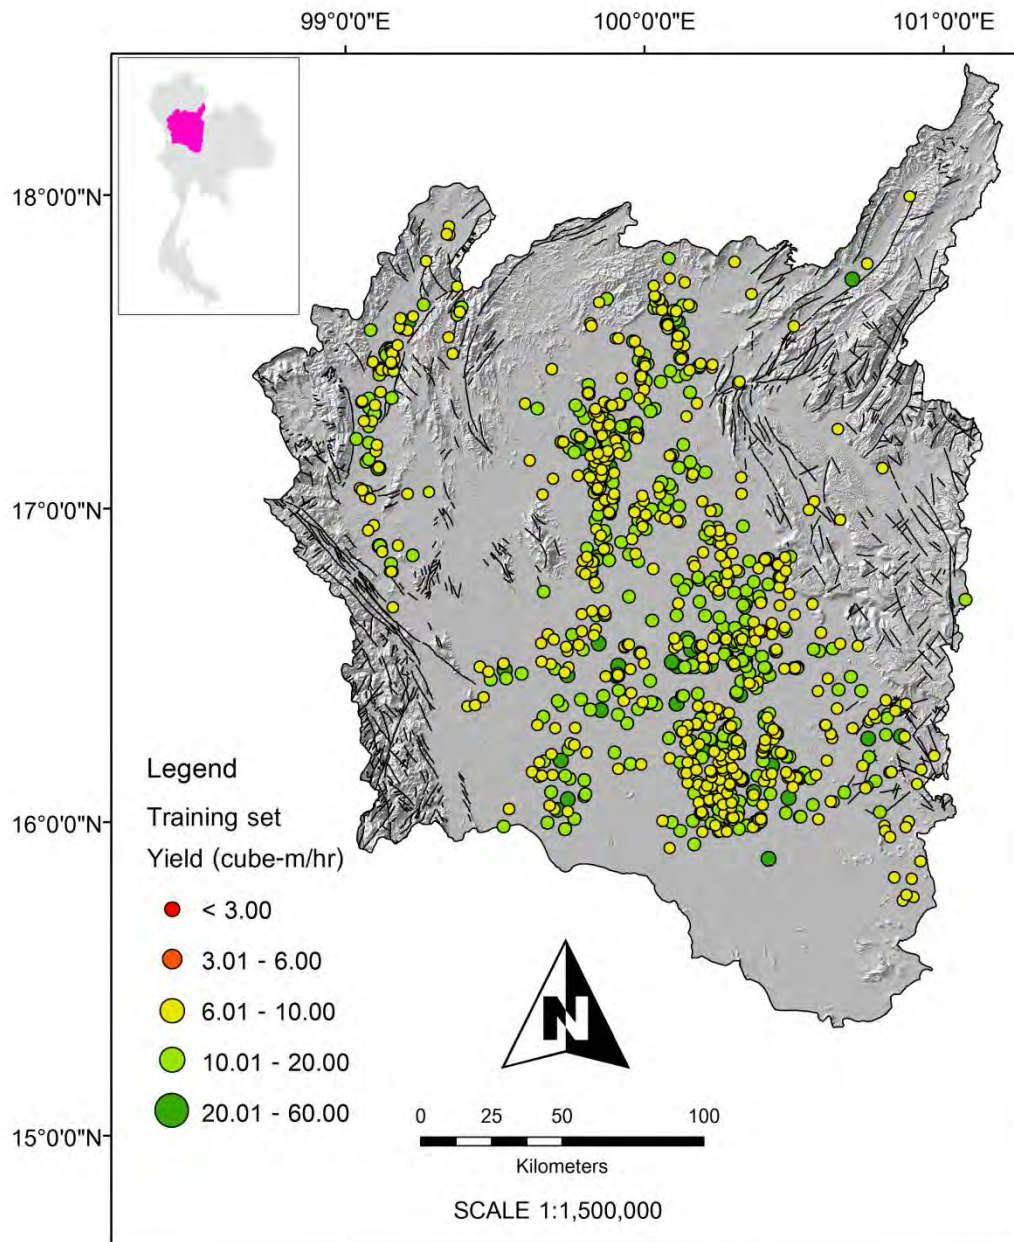 99°0'0"E 100°0'0"E 101°0'0"E
18°0'0"N
17°0'0"N
16°0'0"N
15°0'0"N
Legend
Training set
Yield (cube-m/hr)
< 3.00
3.01 - 6.00
6.01 - 10.00
10.01 - 20.00
20.01 - 60.00
N
0 25 50 100
Kilometers
SCALE 1:1,500,000